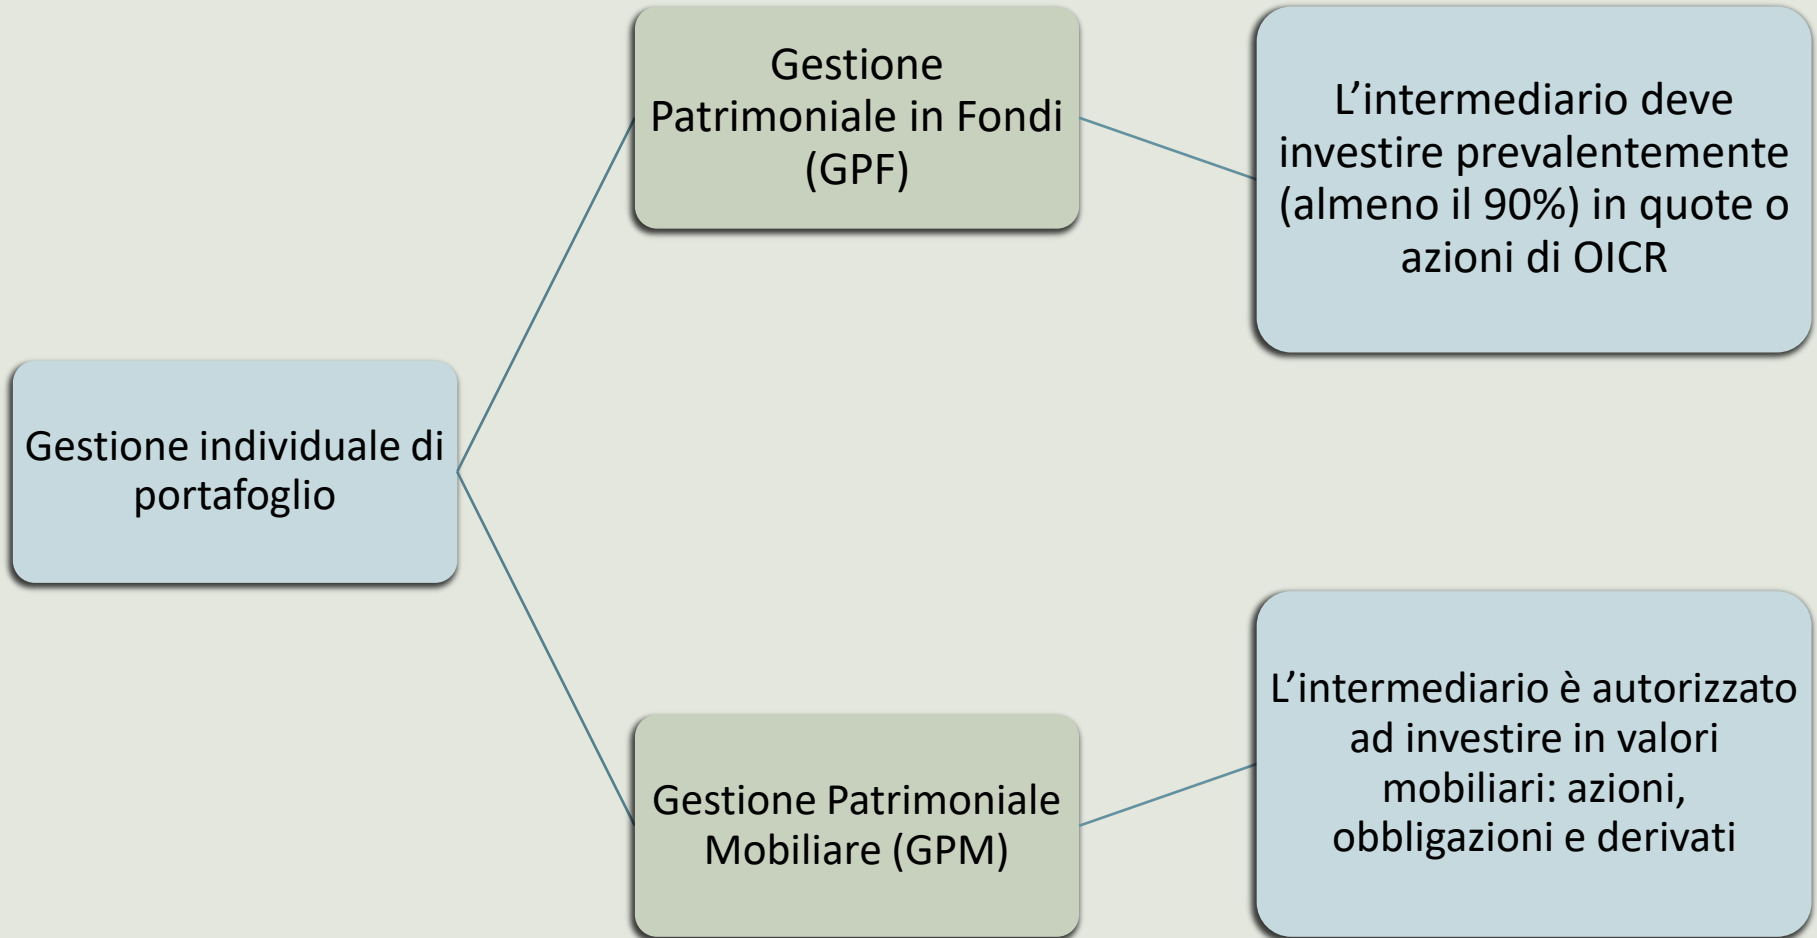 Gestione
Patrimoniale in Fondi
(GPF)
L’intermediario deve
investire prevalentemente
(almeno il 90%) in quote o
azioni di OICR
Gestione individuale di
portafoglio
Gestione Patrimoniale
Mobiliare (GPM)
L’intermediario è autorizzato
ad investire in valori
mobiliari: azioni,
obbligazioni e derivati